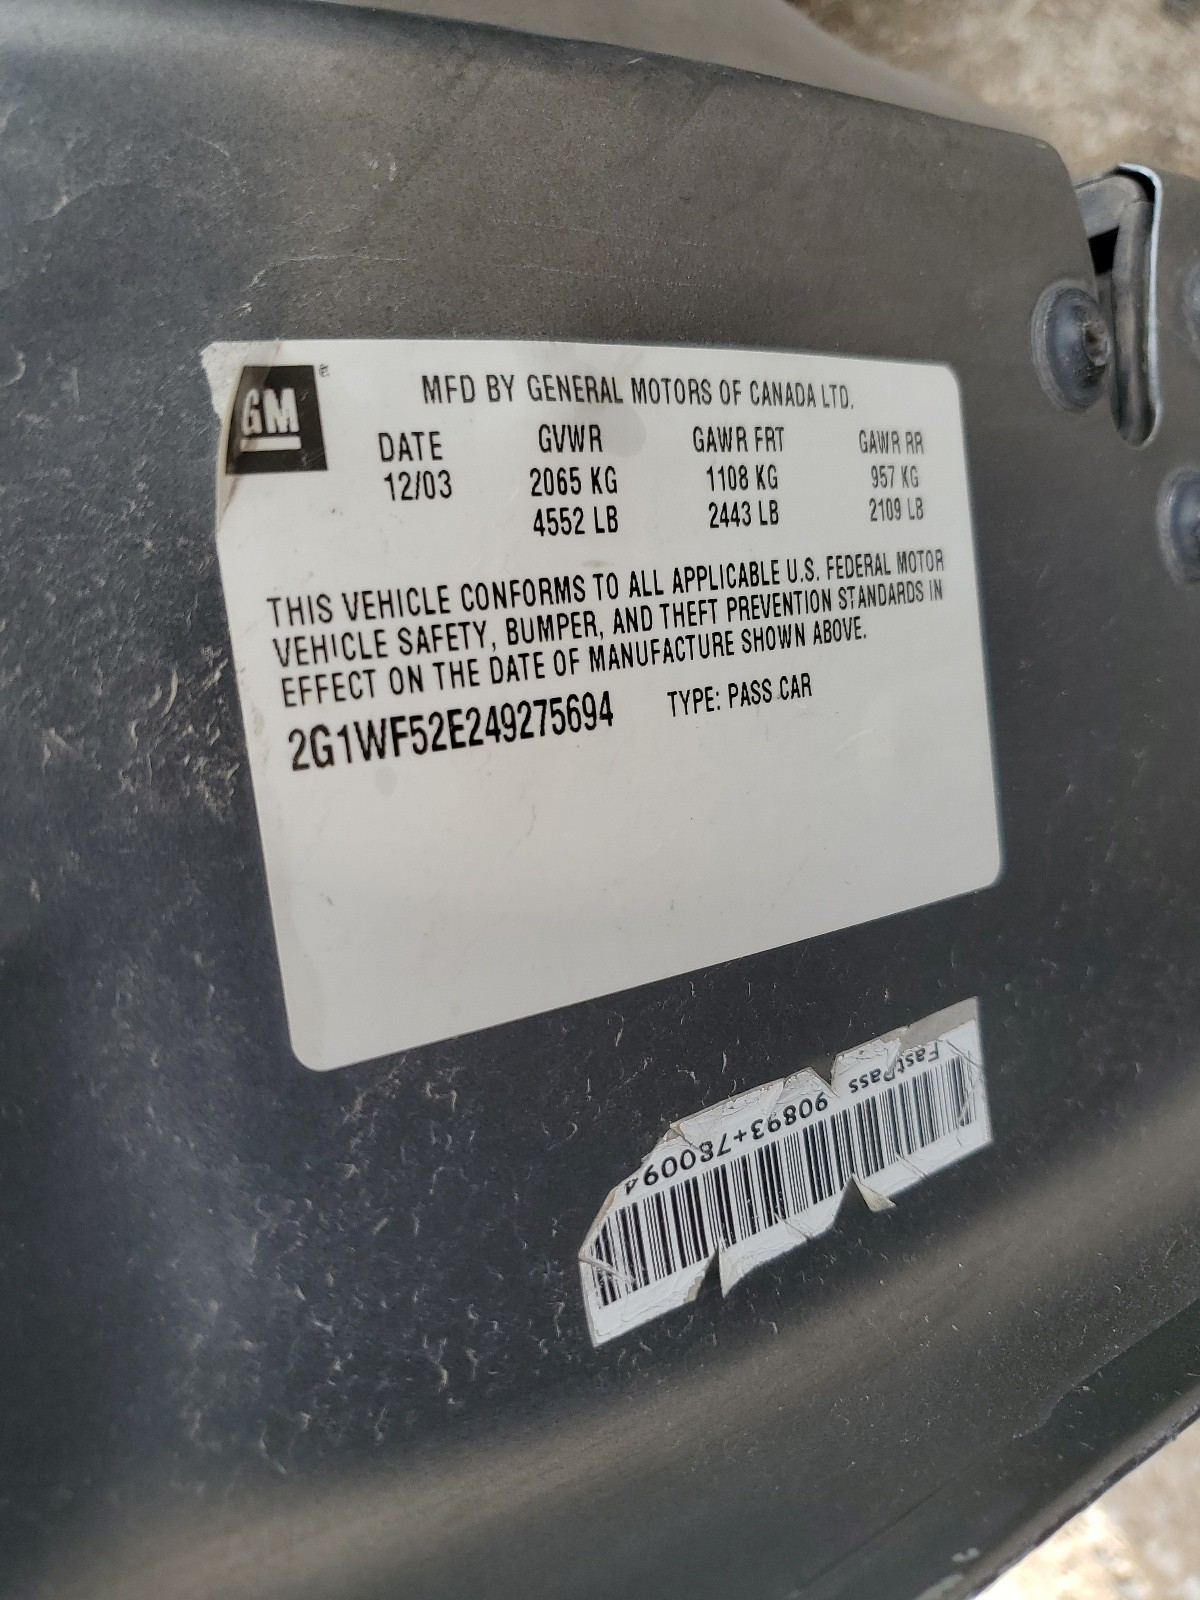 GM®
MFD BY GENERAL MOTORS OF CANADA LTD.
DATE GVWR GAWR FRT GAWR RR
12/03 2065 KG 1108 KG 957 KG
4552 LB 2443 LB 2109 LB
THIS VEHICLE CONFORMS TO ALL APPLICABLE U.S. FEDERAL MOTOR
VEHICLE SAFETY, BUMPER, AND THEFT PREVENTION STANDARDS IN
EFFECT ON THE DATE OF MANUFACTURE SHOWN ABOVE.
2G1WF52E249275694 TYPE: PASS CAR
FastPass 90893+780094